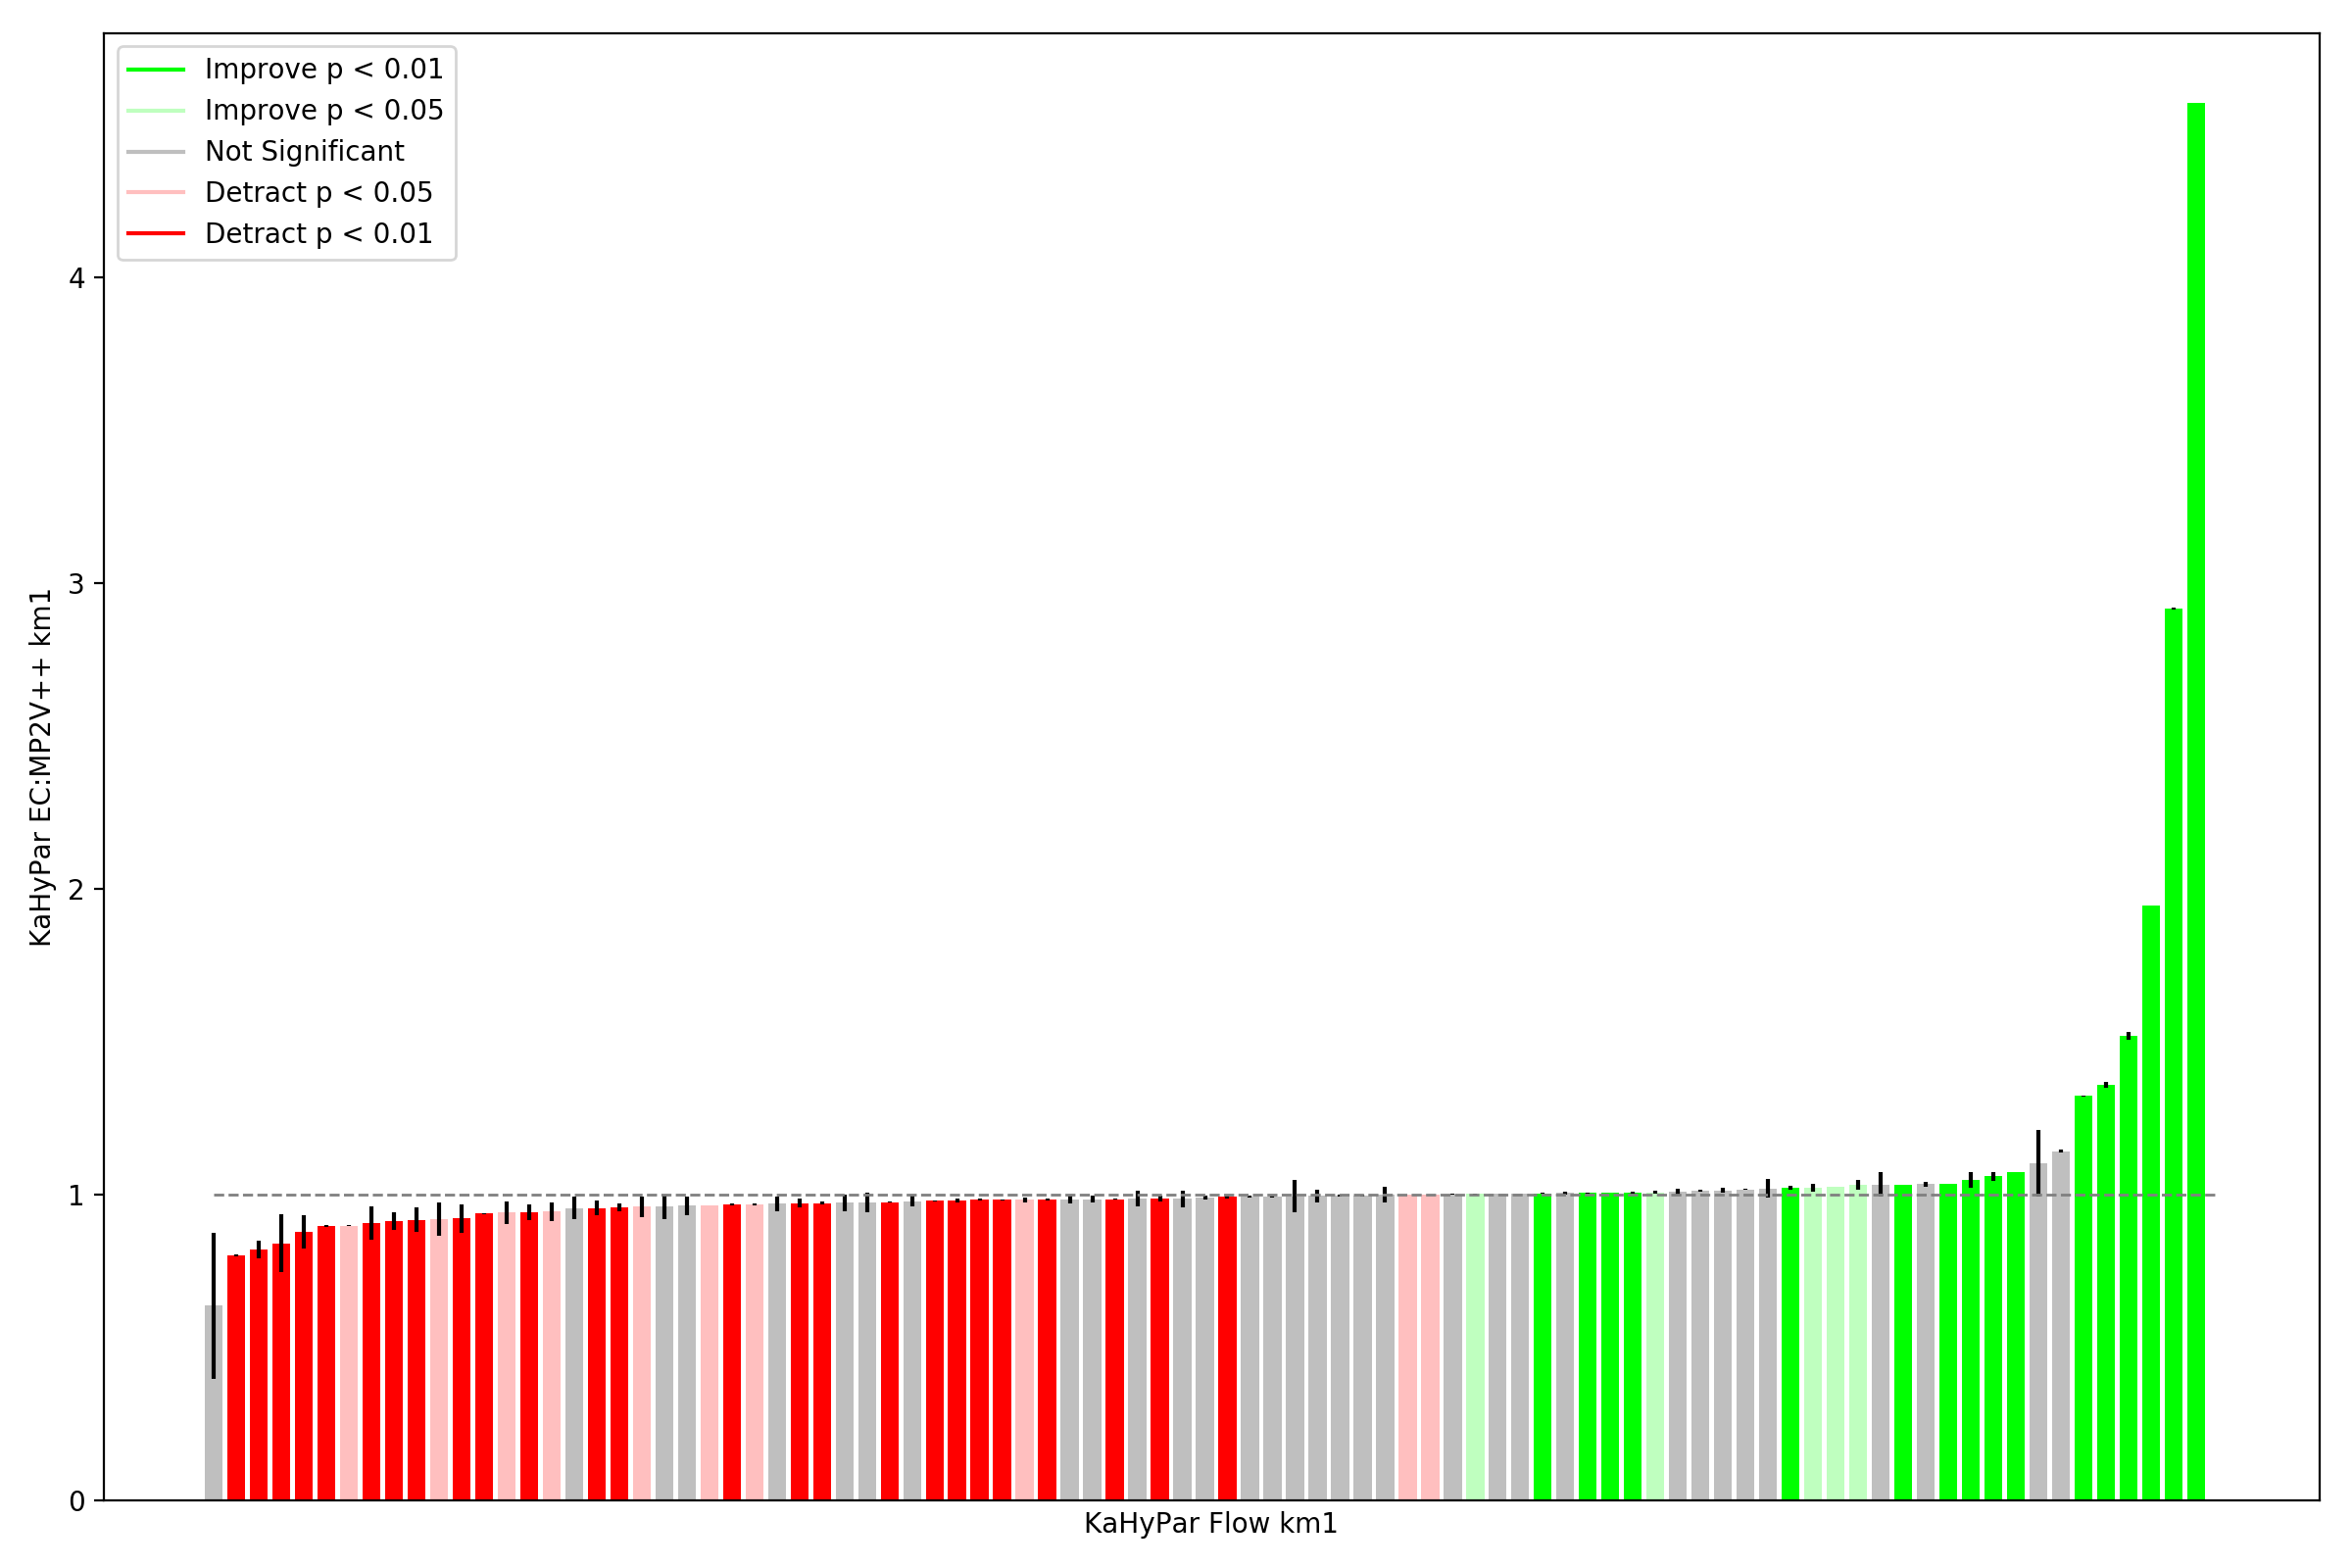 Improve p < 0.01
Improve p < 0.05
Not Significant
Detract p < 0.05
Detract p < 0.01
4
3
2
1
0
KaHyPar EC:MP2V++ km1
KaHyPar Flow km1